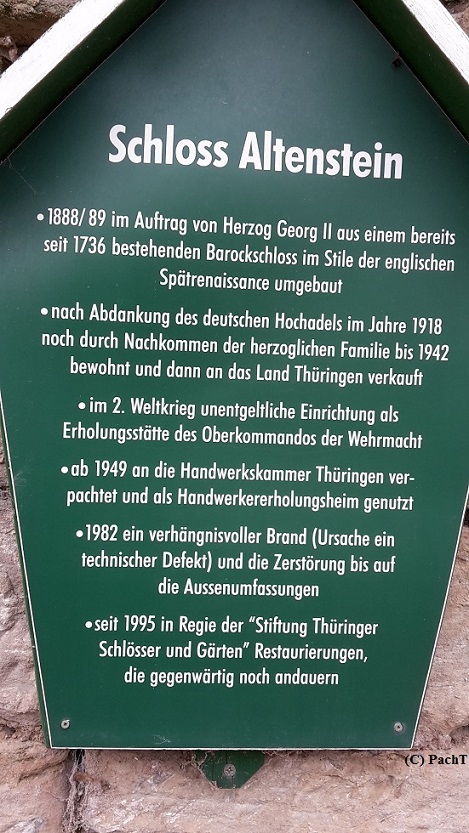 Schloss Altenstein
• 1888/89 im Auftrag von Herzog Georg II aus einem bereits
seit 1736 bestehenden Barockschloss im Stile der englischen
Spätrenaissance umgebaut
• nach Abdankung des deutschen Hochadels im Jahre 1918
noch durch Nachkommen der herzoglichen Familie bis 1942
bewohnt und dann an das Land Thüringen verkauft
• im 2. Weltkrieg unentgeltliche Einrichtung als
Erholungsstätte des Oberkommandos der Wehrmacht
• ab 1949 an die Handwerkskammer Thüringen ver-
pachtet und als Handwerkererholungsheim genutzt
• 1982 ein verhängnisvoller Brand (Ursache ein
technischer Defekt) und die Zerstörung bis auf
die Aussenumfassungen
• seit 1995 in Regie der "Stiftung Thüringer
Schlösser und Gärten" Restaurierungen,
die gegenwärtig noch andauern
(C) PachT